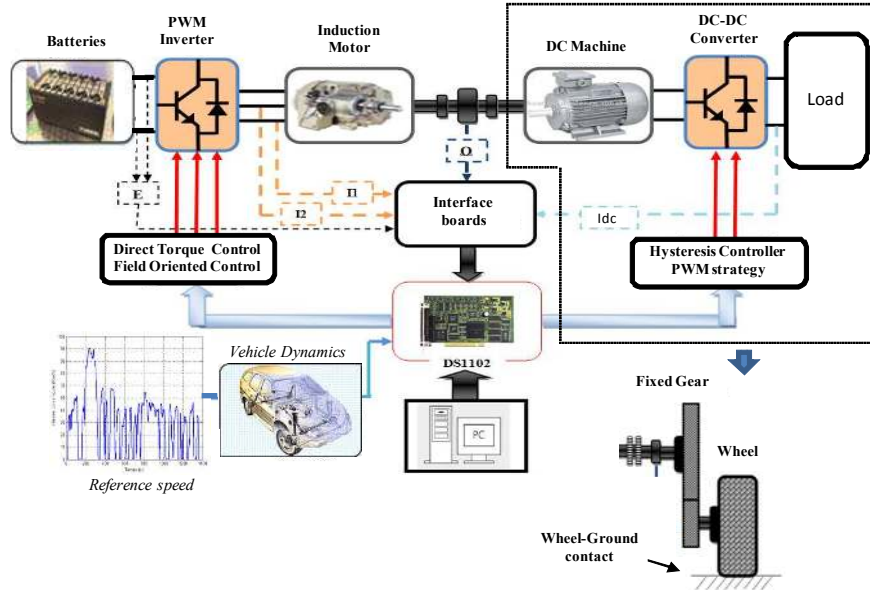 Batteries
PWM
Inverter
Induction
Motor
DC Machine
DC-DC
Converter
Load
E
I1
I2
Ω
Interface
boards
Idc
Direct Torque Control
Field Oriented Control
Hysteresis Controller
PWM strategy
DS1102
Vehicle Dynamics
Reference speed
PC
Fixed Gear
Wheel
Wheel-Ground
contact